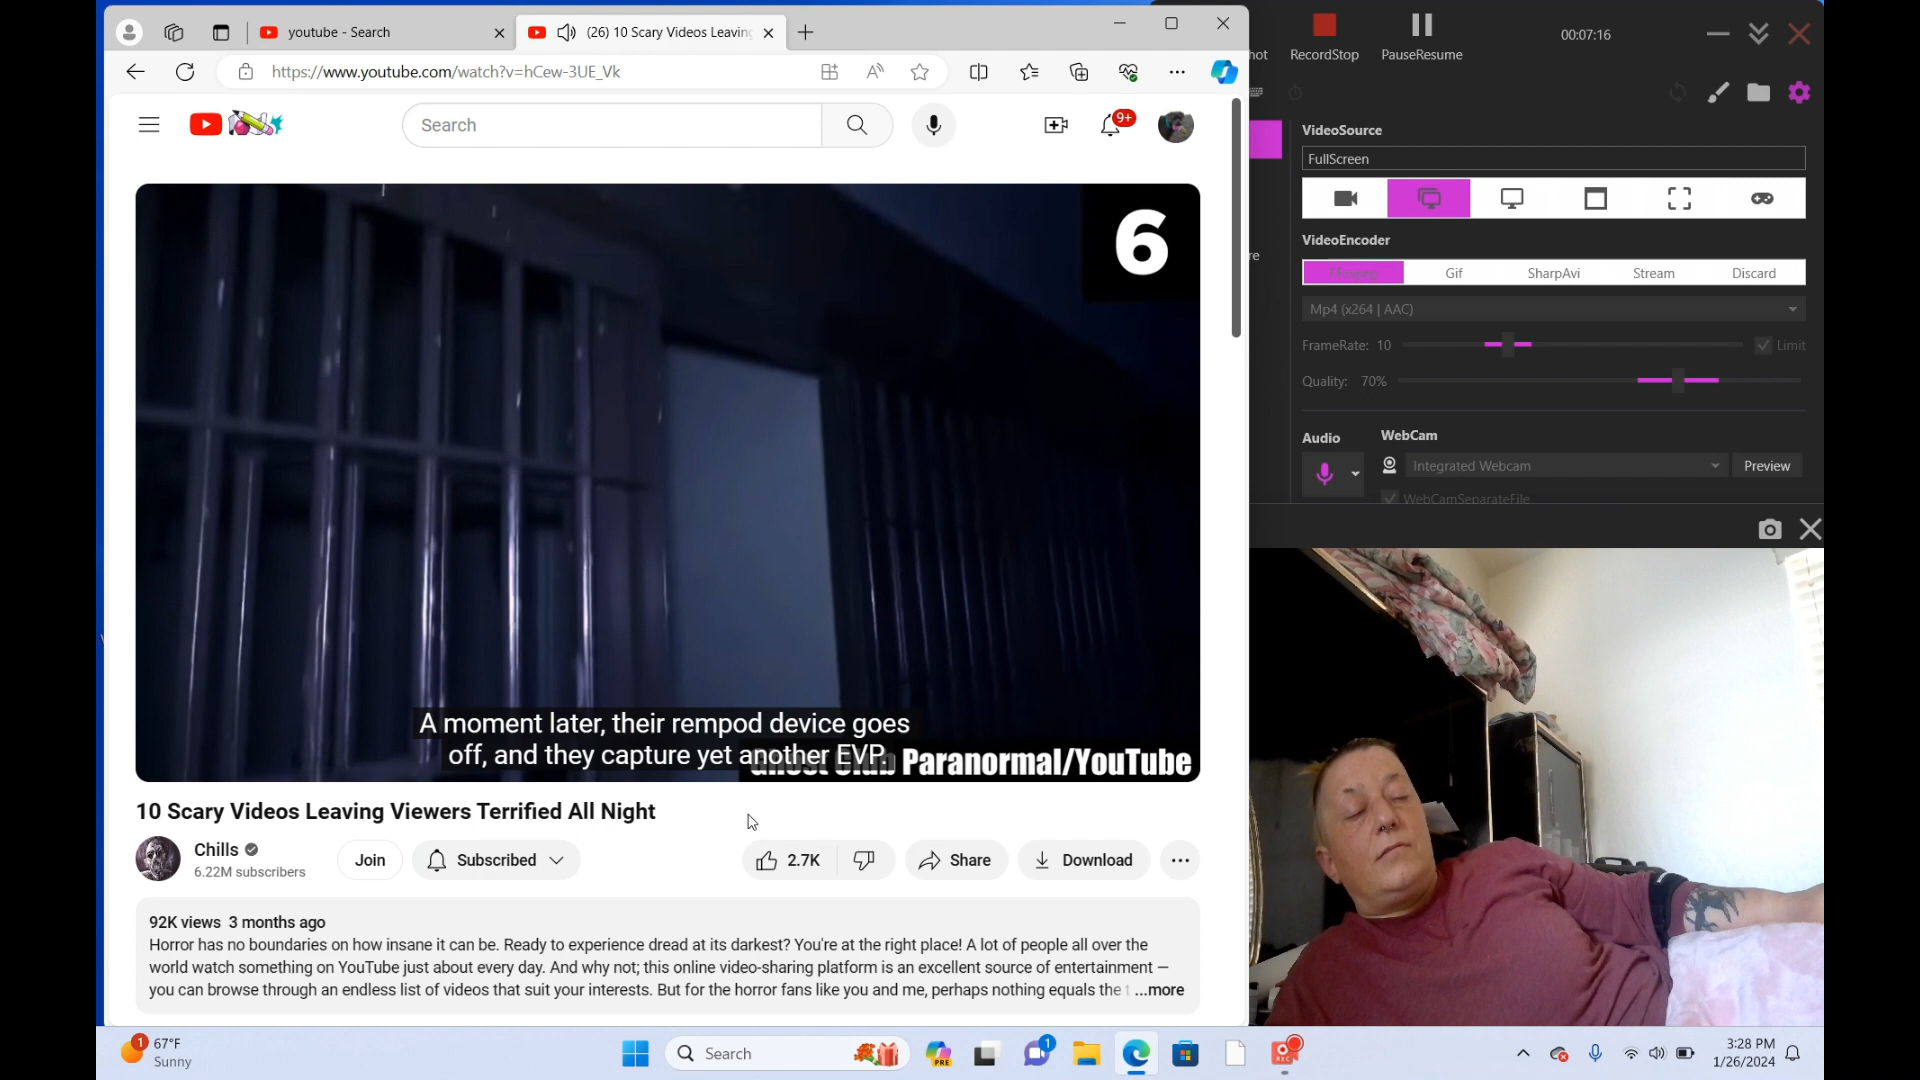 youtube - Search
(26) 10 Scary Videos Leaving
https://www.youtube.com/watch?v=hCew-3UE_Vk
Search
9+
6
A moment later, their rempod device goes
off, and they capture yet another EVP.
Paranormal/YouTube
10 Scary Videos Leaving Viewers Terrified All Night
Chills
6.22M subscribers
Join
Subscribed
2.7K
Share
Download
92K views 3 months ago
Horror has no boundaries on how insane it can be. Ready to experience dread at its darkest? You're at the right place! A lot of people all over the
world watch something on YouTube just about every day. And why not; this online video-sharing platform is an excellent source of entertainment —
you can browse through an endless list of videos that suit your interests. But for the horror fans like you and me, perhaps nothing equals the t ...more
hot
RecordStop
PauseResume
00:07:16
re
VideoSource
FullScreen
VideoEncoder
Gif
SharpAvi
Stream
Discard
Mp4 (x264 | AAC)
FrameRate: 10
Limit
Quality: 70%
Audio
WebCam
Integrated Webcam
Preview
WebCamSeparateFile
1
67°F
Sunny
Search
PRE
1
REC
3:28 PM
1/26/2024